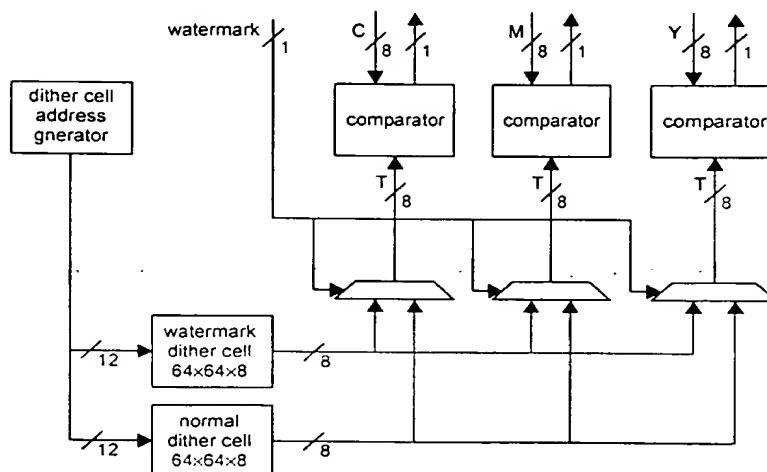 watermark 1 C 8 1 M 8 1 Y 8 1
dither cell
address
gnerator
comparator comparator comparator
T 8 T 8 T 8
watermark
dither cell
64×64×8
12 8
normal
dither cell
64×64×8
12 8